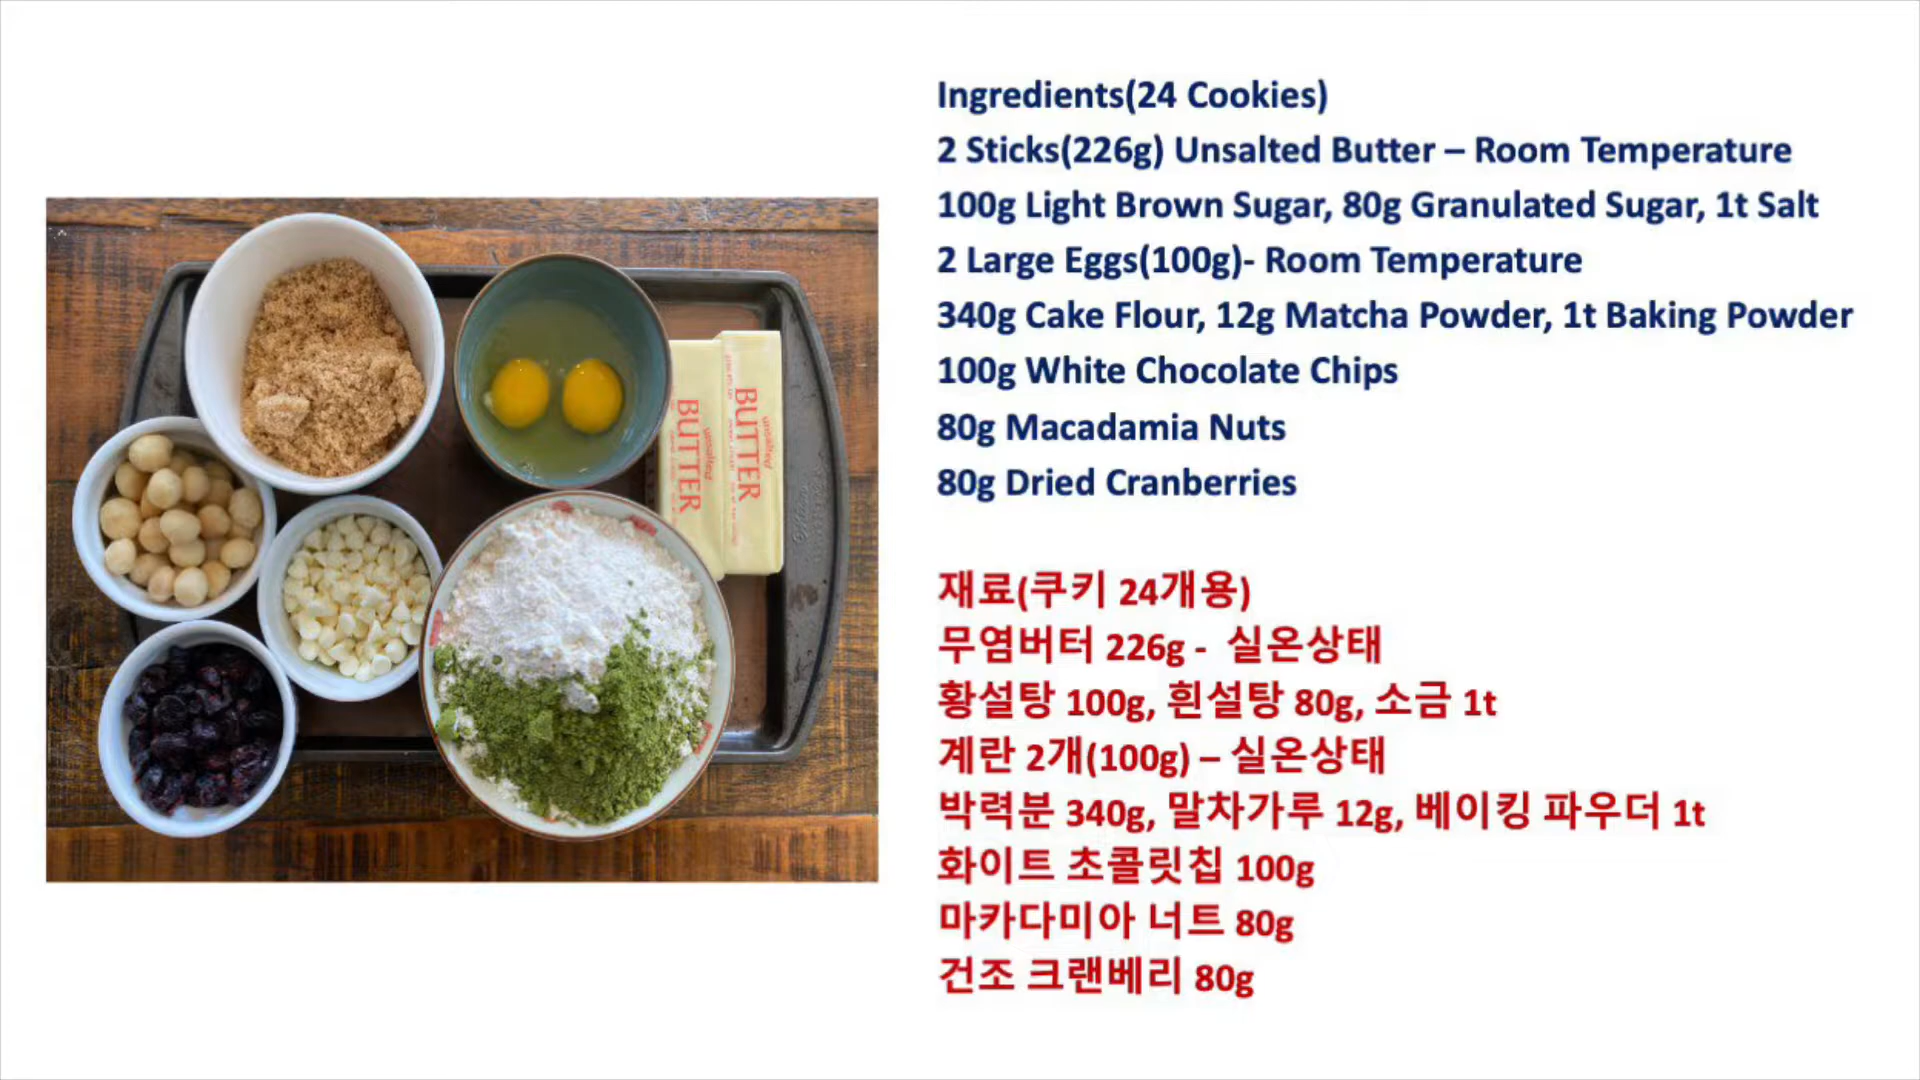 Ingredients(24 Cookies)
2 Sticks(226g) Unsalted Butter – Room Temperature
100g Light Brown Sugar, 80g Granulated Sugar, 1t Salt
2 Large Eggs(100g)- Room Temperature
340g Cake Flour, 12g Matcha Powder, 1t Baking Powder
100g White Chocolate Chips
80g Macadamia Nuts
80g Dried Cranberries
재료(쿠키 24개용)
무염버터 226g - 실온상태
황설탕 100g, 흰설탕 80g, 소금 1t
계란 2개(100g) – 실온상태
박력분 340g, 말차가루 12g, 베이킹 파우더 1t
화이트 초콜릿칩 100g
마카다미아 너트 80g
건조 크랜베리 80g
unsalted
BUTTER
unsalted
BUTTER